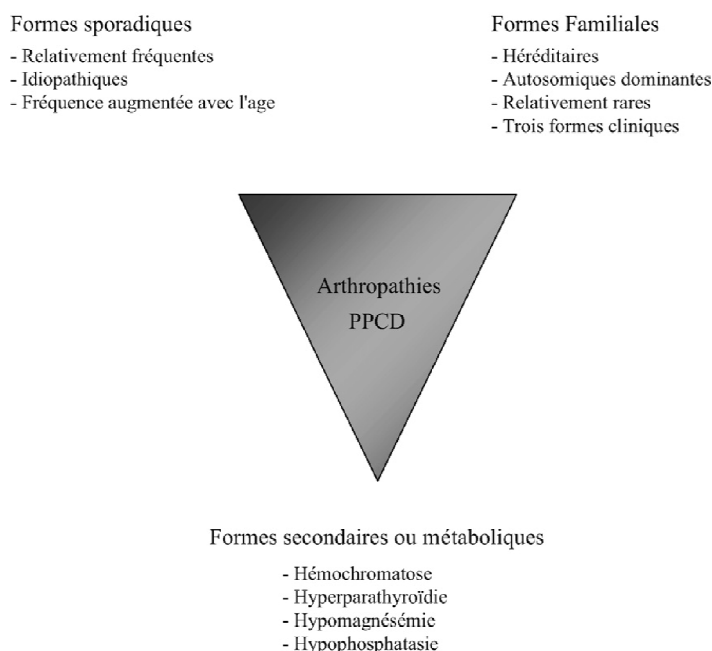 Formes sporadiques
- Relativement fréquentes
- Idiopathiques
- Fréquence augmentée avec l'age
Formes Familiales
- Héréditaires
- Autosomiques dominantes
- Relativement rares
- Trois formes cliniques
Arthropathies
PPCD
Formes secondaires ou métaboliques
- Hémochromatose
- Hyperparathyroïdie
- Hypomagnésémie
- Hypophosphatasie